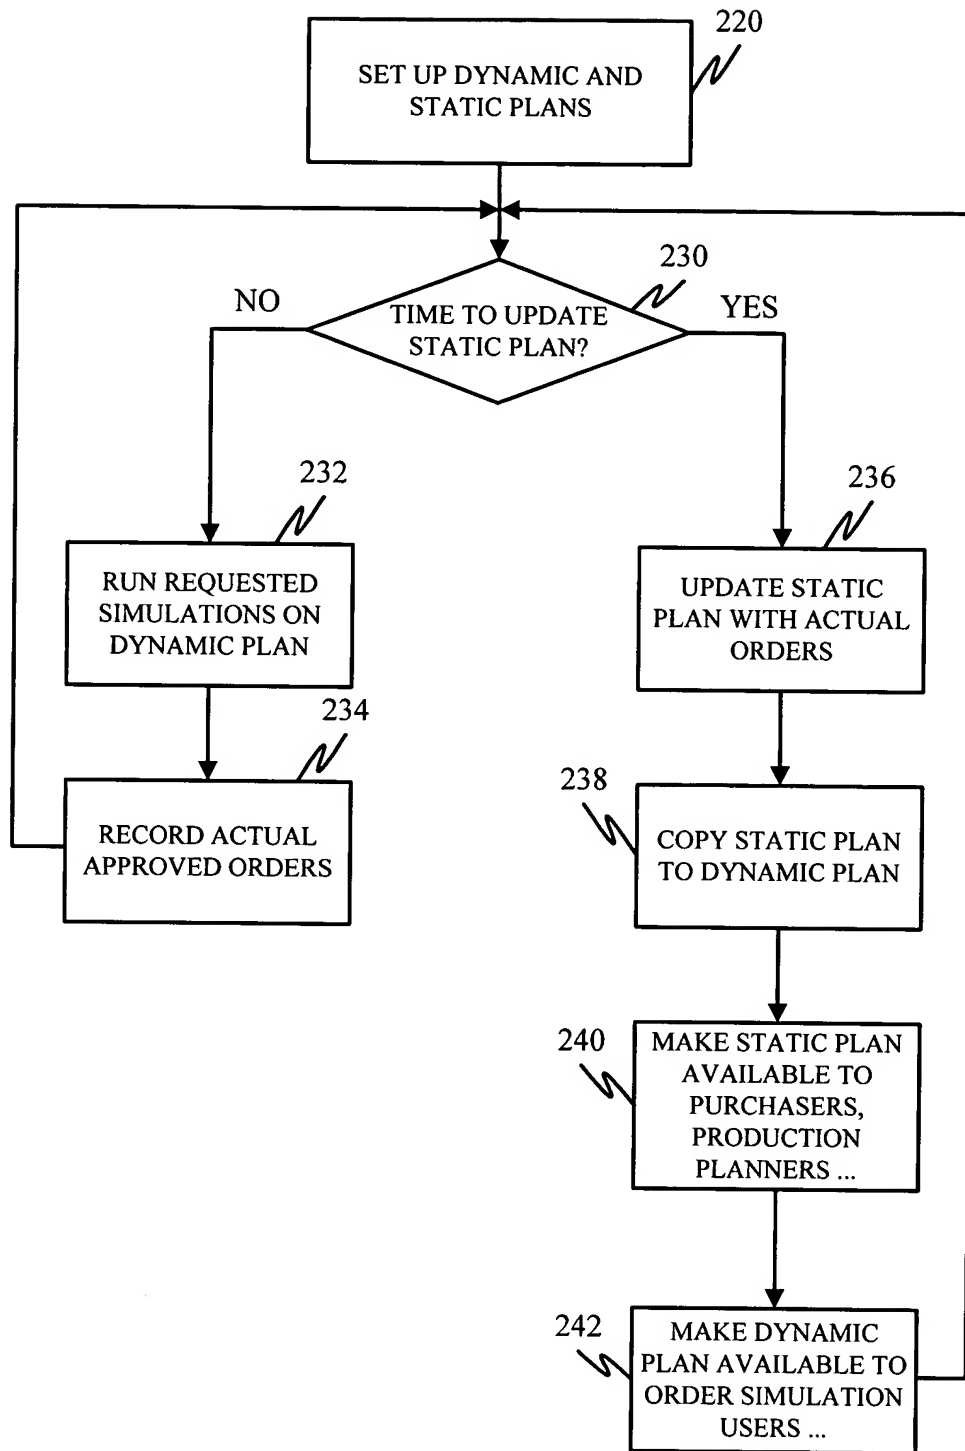 220
SET UP DYNAMIC AND
STATIC PLANS
230
NO
TIME TO UPDATE
STATIC PLAN?
YES
232
RUN REQUESTED
SIMULATIONS ON
DYNAMIC PLAN
234
RECORD ACTUAL
APPROVED ORDERS
236
UPDATE STATIC
PLAN WITH ACTUAL
ORDERS
238
COPY STATIC PLAN
TO DYNAMIC PLAN
240
MAKE STATIC PLAN
AVAILABLE TO
PURCHASERS,
PRODUCTION
PLANNERS ...
242
MAKE DYNAMIC
PLAN AVAILABLE TO
ORDER SIMULATION
USERS ...